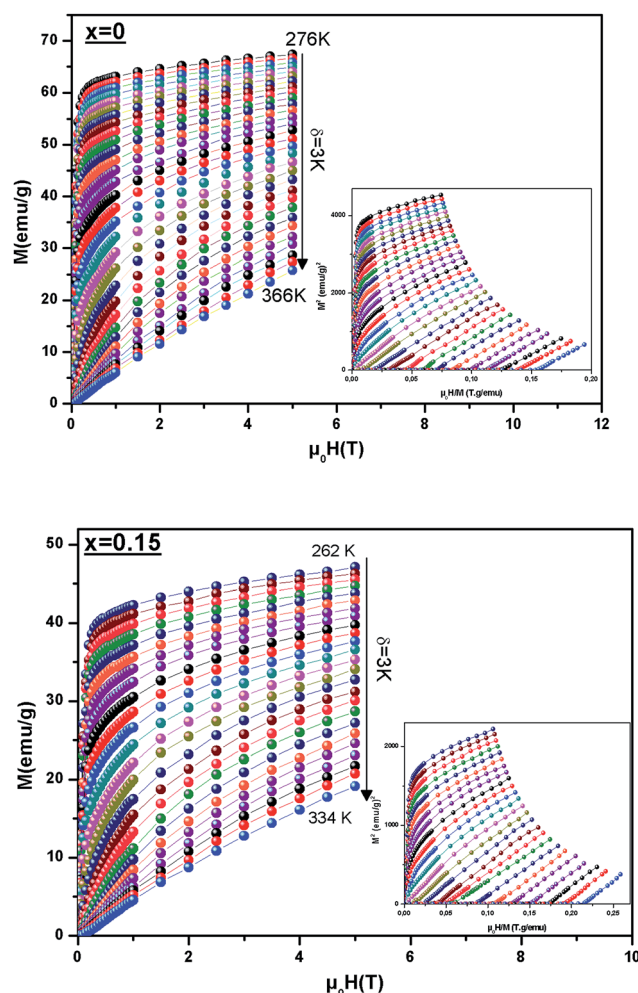 x=0
276K
δ=3K
366K
M(emu/g)
70
60
50
40
30
20
10
0
0 2 4 6 8 10 12
μ₀H(T)
M² (emu/g)²
4000
2000
0
0,00 0,05 0,10 0,15 0,20
μ₀H/M (T.g/emu)
x=0.15
262 K
δ=3K
334 K
M(emu/g)
50
40
30
20
10
0
0 2 4 6 8 10
μ₀H(T)
M² (emu/g)²
2000
1000
0
0,00 0,05 0,10 0,15 0,20 0,25
μ₀H/M (T.g/emu)